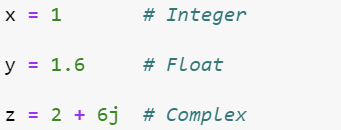 x = 1       # Integer
y = 1.6     # Float
z = 2 + 6j  # Complex